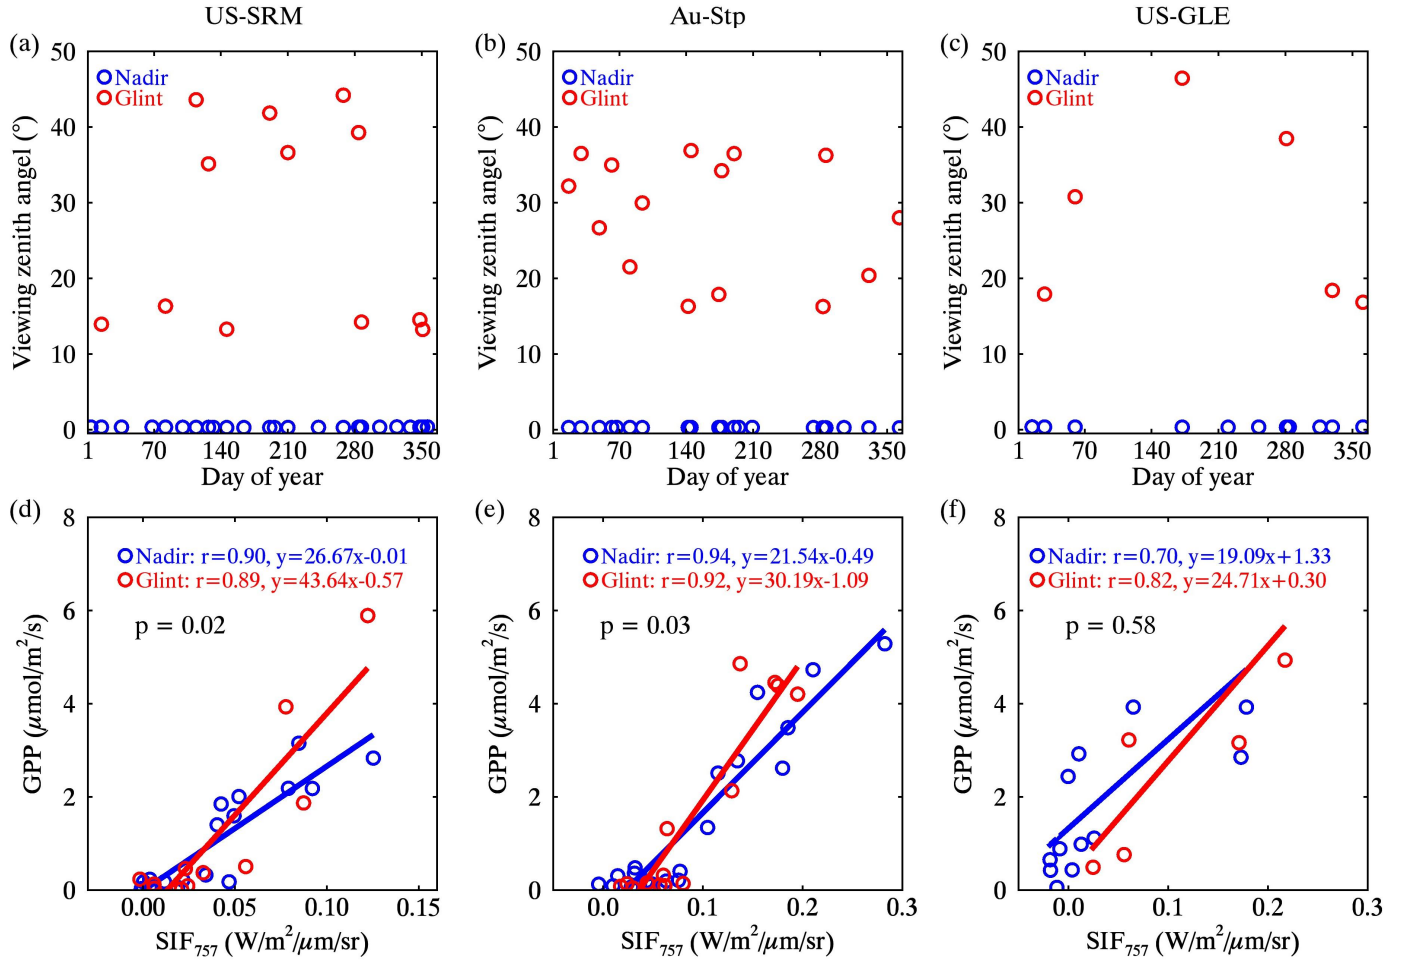 US-SRM
Au-Stp
US-GLE
(a)
50
40
30
20
10
0
Viewing zenith angel (°)
Nadir
Glint
1 70 140 210 280 350
Day of year
(b)
50
40
30
20
10
0
Viewing zenith angel (°)
Nadir
Glint
1 70 140 210 280 350
Day of year
(c)
50
40
30
20
10
0
Viewing zenith angel (°)
Nadir
Glint
1 70 140 210 280 350
Day of year
(d)
8
6
4
2
0
GPP (μmol/m²/s)
Nadir: r=0.90, y=26.67x-0.01
Glint: r=0.89, y=43.64x-0.57
p = 0.02
0.00 0.05 0.10 0.15
SIF₇₅₇ (W/m²/μm/sr)
(e)
8
6
4
2
0
GPP (μmol/m²/s)
Nadir: r=0.94, y=21.54x-0.49
Glint: r=0.92, y=30.19x-1.09
p = 0.03
0.0 0.1 0.2 0.3
SIF₇₅₇ (W/m²/μm/sr)
(f)
8
6
4
2
0
GPP (μmol/m²/s)
Nadir: r=0.70, y=19.09x+1.33
Glint: r=0.82, y=24.71x+0.30
p = 0.58
0.0 0.1 0.2 0.3
SIF₇₅₇ (W/m²/μm/sr)